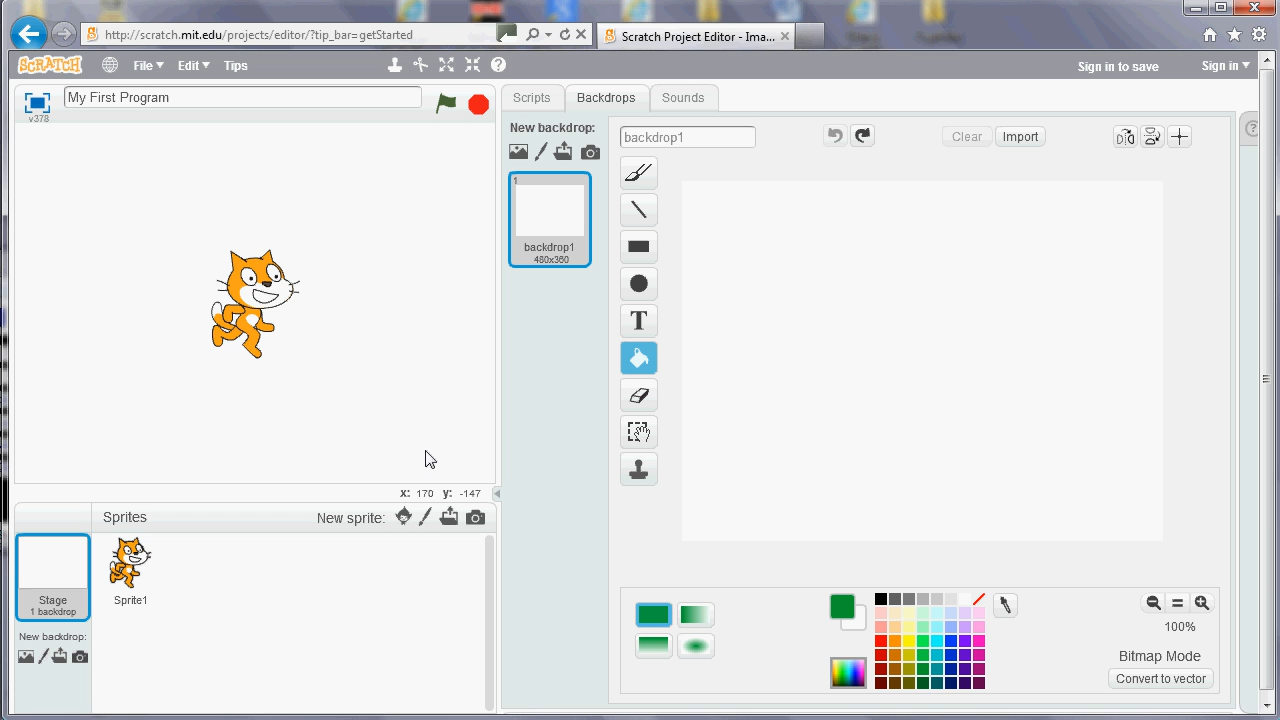 http://scratch.mit.edu/projects/editor/?tip_bar=getStarted
Scratch Project Editor - Ima...
SCRATCH File Edit Tips
Sign in to save Sign in
My First Program
v378
Scripts Backdrops Sounds
New backdrop:
1
backdrop1
480x360
backdrop1
Clear Import
T
x: 170 y: -147
Sprites New sprite:
Stage
1 backdrop
New backdrop:
Sprite1
100%
Bitmap Mode
Convert to vector